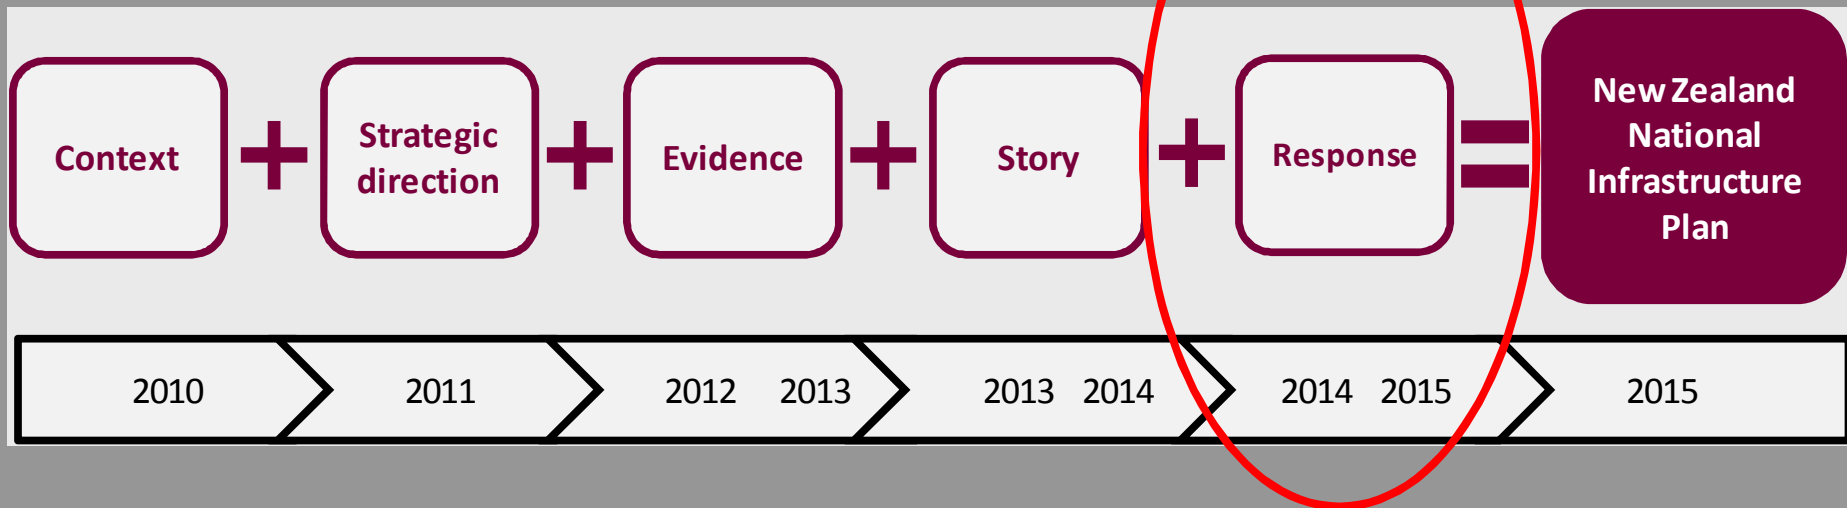 Context
+
Strategic
direction
+
Evidence
+
Story
+
Response
=
New Zealand
National
Infrastructure
Plan
2010
2011
2012 2013
2013 2014
2014 2015
2015